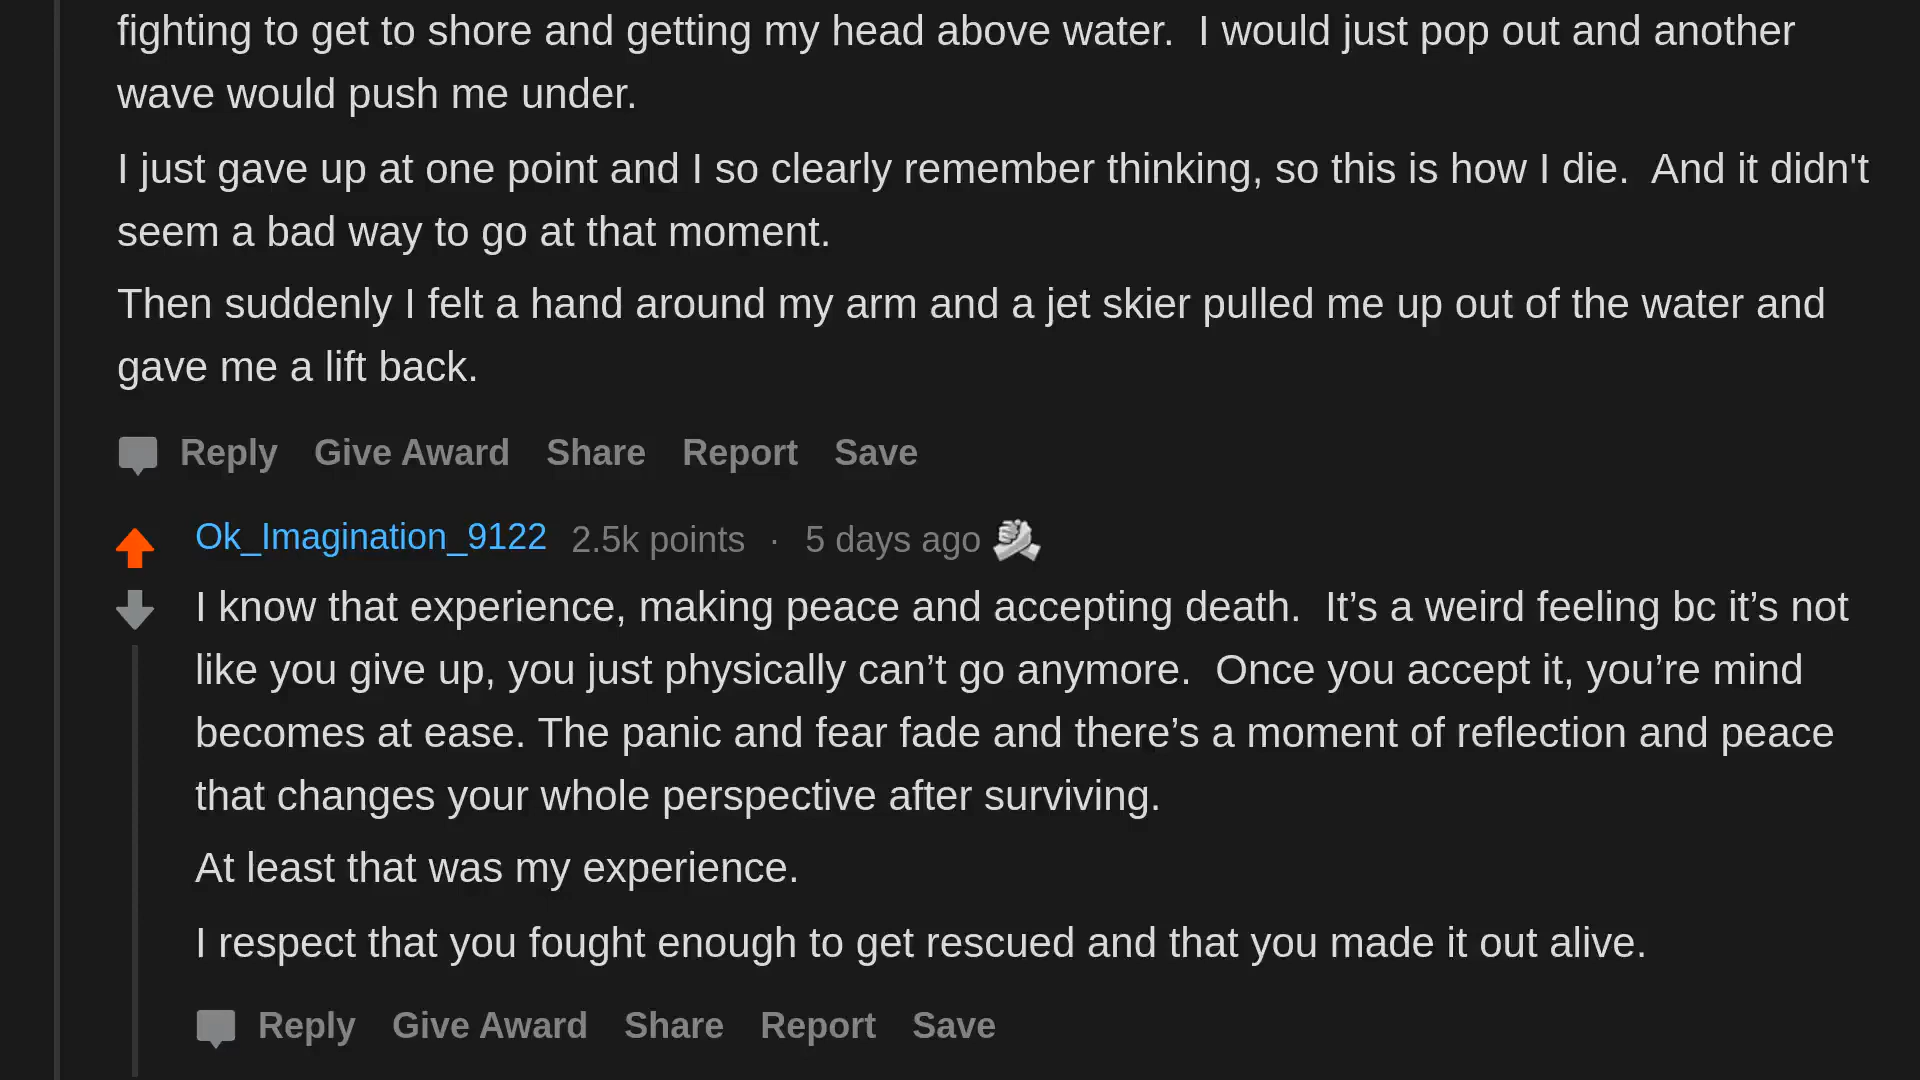 fighting to get to shore and getting my head above water.  I would just pop out and another
wave would push me under.
I just gave up at one point and I so clearly remember thinking, so this is how I die.  And it didn't
seem a bad way to go at that moment.
Then suddenly I felt a hand around my arm and a jet skier pulled me up out of the water and
gave me a lift back.
Reply Give Award Share Report Save
Ok_Imagination_9122 2.5k points · 5 days ago
I know that experience, making peace and accepting death.  It’s a weird feeling bc it’s not
like you give up, you just physically can’t go anymore.  Once you accept it, you’re mind
becomes at ease. The panic and fear fade and there’s a moment of reflection and peace
that changes your whole perspective after surviving.
At least that was my experience.
I respect that you fought enough to get rescued and that you made it out alive.
Reply Give Award Share Report Save